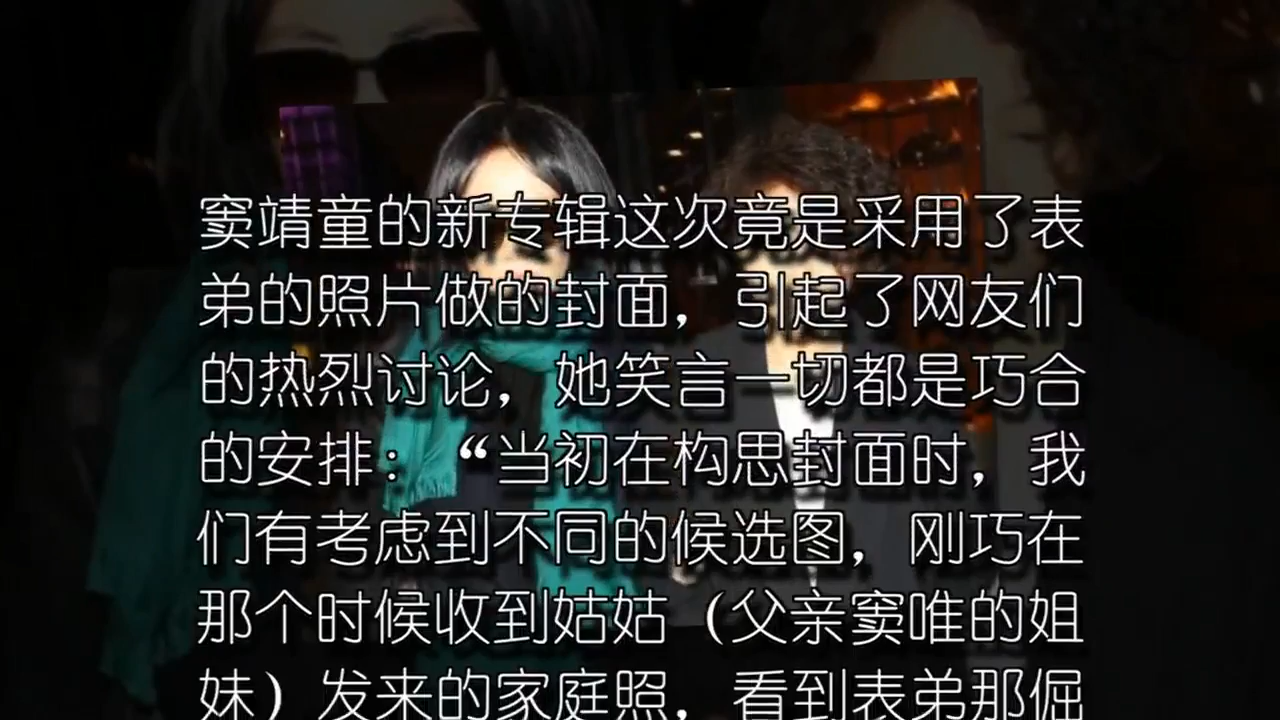 窦靖童的新专辑这次竟是采用了表
弟的照片做的封面，引起了网友们
的热烈讨论，她笑言一切都是巧合
的安排：“当初在构思封面时，我
们有考虑到不同的候选图，刚巧在
那个时候收到姑姑（父亲窦唯的姐
妹）发来的家庭照，看到表弟那倔